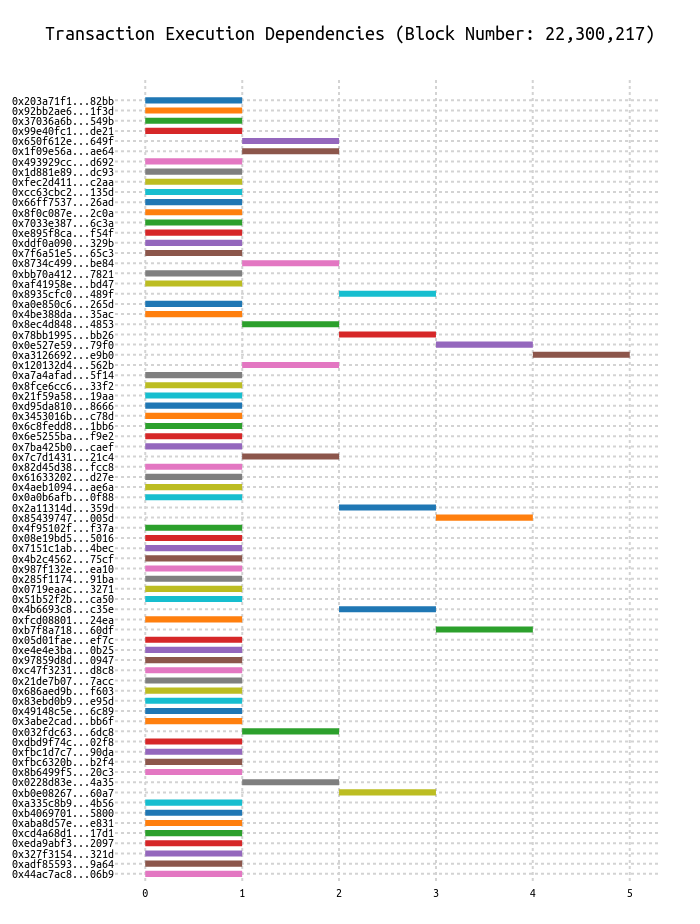 Transaction Execution Dependencies (Block Number: 22,300,217)
0x203a71f1...82bb
0x92bb2ae6...1f3d
0x37036a6b...549b
0x99e40fc1...de21
0x650f612e...649f
0x1f09e56a...ae64
0x493929cc...d692
0x1d881e89...dc93
0xfec2d411...c2aa
0xcc63cbc2...135d
0x66ff7537...26ad
0x8f0c087e...2c0a
0x7033e387...6c3a
0xe895f8ca...f54f
0xddf0a090...329b
0x7f6a51e5...65c3
0x8734c499...be84
0xbb70a412...7821
0xaf41958e...bd47
0x8935cfc0...489f
0xa0e850c6...265d
0x4be388da...35ac
0x8ec4d848...4853
0x78bb1995...bb26
0x0e527e59...79f0
0xa3126692...e9b0
0x120132d4...562b
0xa7a4afad...5f14
0x8fce6cc6...33f2
0x21f59a58...19aa
0xd95da810...8666
0x3453016b...c78d
0x6c8fedd8...1bb6
0x6e5255ba...f9e2
0x7ba425b0...caef
0x7c7d1431...21c4
0x82d45d38...fcc8
0x61633202...d27e
0x4aeb1094...ae6a
0x0a0b6afb...0f88
0x2a11314d...359d
0x85439747...005d
0x4f95102f...f37a
0x08e19bd5...5016
0x7151c1ab...4bec
0x4b2c4562...75cf
0x987f132e...ea10
0x285f1174...91ba
0x0719eaac...3271
0x51b52f2b...ca50
0x4b6693c8...c35e
0xfcd08801...24ea
0xb7f8a718...60df
0x05d01fae...ef7c
0xe4e4e3ba...0b25
0x97859d8d...0947
0xc47f3231...d8c8
0x21de7b07...7acc
0x686aed9b...f603
0x83ebd0b9...e95d
0x49148c5e...6c89
0x3abe2cad...bb6f
0x032fdc63...6dc8
0xdbd9f74c...02f8
0xfbc1d7c7...90da
0xfbc6320b...b2f4
0x8b6499f5...20c3
0x0228d83e...4a35
0xb0e08267...60a7
0xa335c8b9...4b56
0xb4069701...5800
0xaba8d57e...e831
0xcd4a68d1...17d1
0xeda9abf3...2097
0x327f3154...321d
0xadf85593...9a64
0x44ac7ac8...06b9
0 1 2 3 4 5